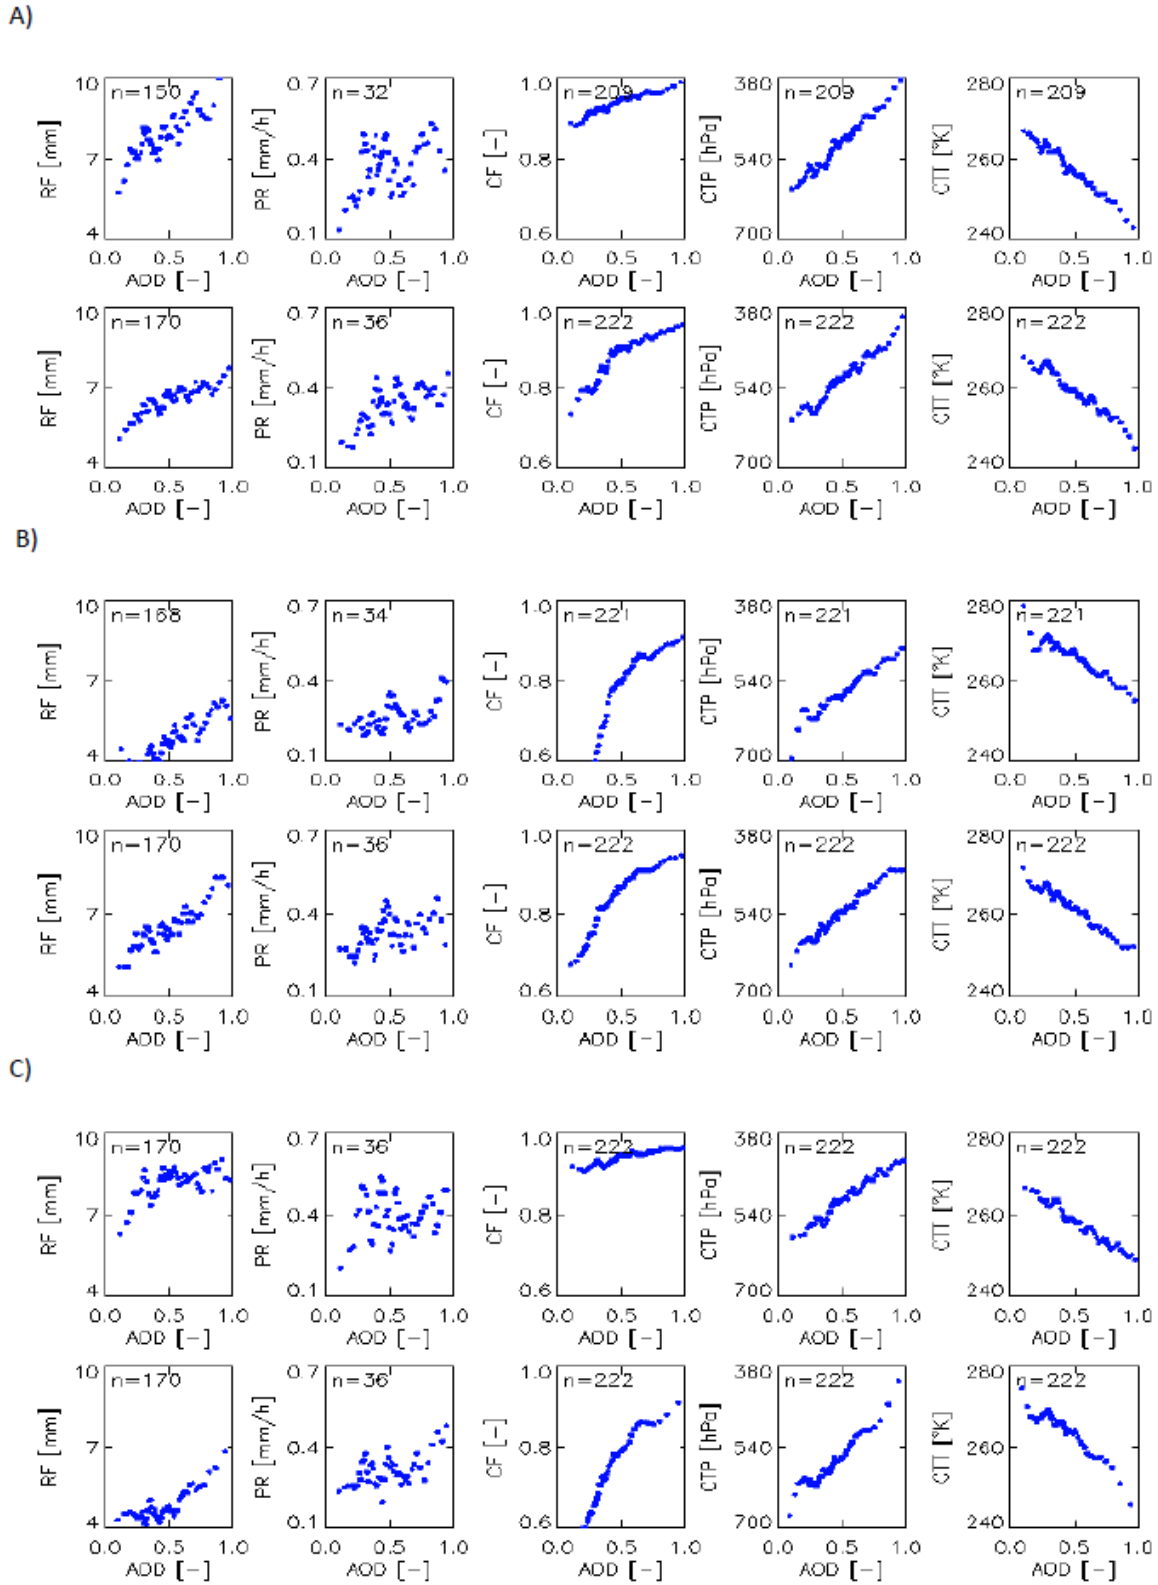 A)
10 n=150 0.7 n=32 1.0 n=209 380 n=209 280 n=209
RF [mm] PR [mm/h] CF [-] CTP [hPa] CTT [°K]
7 0.4 0.8 540 260
4 0.1 0.6 700 240
0.0 0.5 1.0 0.0 0.5 1.0 0.0 0.5 1.0 0.0 0.5 1.0 0.0 0.5 1.0
AOD [-] AOD [-] AOD [-] AOD [-] AOD [-]
10 n=170 0.7 n=36 1.0 n=222 380 n=222 280 n=222
RF [mm] PR [mm/h] CF [-] CTP [hPa] CTT [°K]
7 0.4 0.8 540 260
4 0.1 0.6 700 240
0.0 0.5 1.0 0.0 0.5 1.0 0.0 0.5 1.0 0.0 0.5 1.0 0.0 0.5 1.0
AOD [-] AOD [-] AOD [-] AOD [-] AOD [-]
B)
10 n=168 0.7 n=34 1.0 n=221 380 n=221 280 n=221
RF [mm] PR [mm/h] CF [-] CTP [hPa] CTT [°K]
7 0.4 0.8 540 260
4 0.1 0.6 700 240
0.0 0.5 1.0 0.0 0.5 1.0 0.0 0.5 1.0 0.0 0.5 1.0 0.0 0.5 1.0
AOD [-] AOD [-] AOD [-] AOD [-] AOD [-]
10 n=170 0.7 n=36 1.0 n=222 380 n=222 280 n=222
RF [mm] PR [mm/h] CF [-] CTP [hPa] CTT [°K]
7 0.4 0.8 540 260
4 0.1 0.6 700 240
0.0 0.5 1.0 0.0 0.5 1.0 0.0 0.5 1.0 0.0 0.5 1.0 0.0 0.5 1.0
AOD [-] AOD [-] AOD [-] AOD [-] AOD [-]
C)
10 n=170 0.7 n=36 1.0 n=222 380 n=222 280 n=222
RF [mm] PR [mm/h] CF [-] CTP [hPa] CTT [°K]
7 0.4 0.8 540 260
4 0.1 0.6 700 240
0.0 0.5 1.0 0.0 0.5 1.0 0.0 0.5 1.0 0.0 0.5 1.0 0.0 0.5 1.0
AOD [-] AOD [-] AOD [-] AOD [-] AOD [-]
10 n=170 0.7 n=36 1.0 n=222 380 n=222 280 n=222
RF [mm] PR [mm/h] CF [-] CTP [hPa] CTT [°K]
7 0.4 0.8 540 260
4 0.1 0.6 700 240
0.0 0.5 1.0 0.0 0.5 1.0 0.0 0.5 1.0 0.0 0.5 1.0 0.0 0.5 1.0
AOD [-] AOD [-] AOD [-] AOD [-] AOD [-]